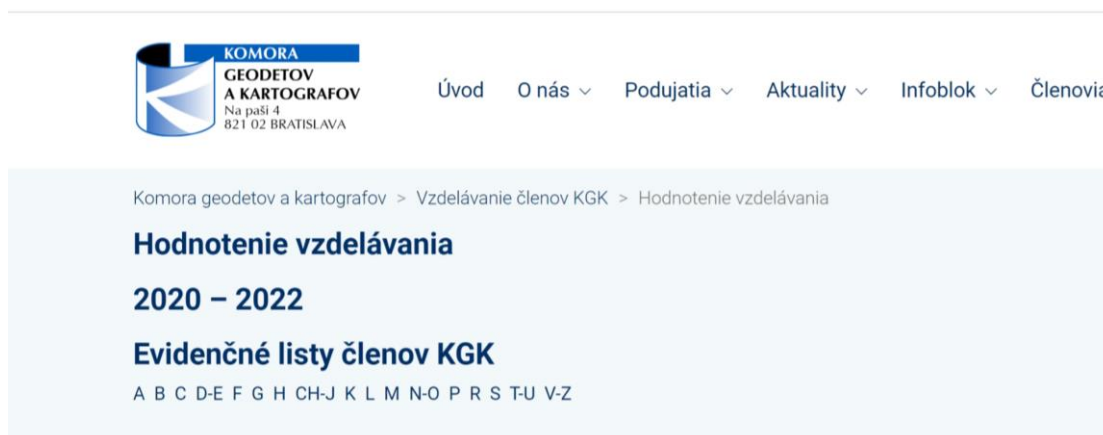 KOMORA
GEODETOV
A KARTOGRAFOV
Na paši 4
821 02 BRATISLAVA
Úvod O nás Podujatia Aktuality Infoblok Členovia
Komora geodetov a kartografov > Vzdelávanie členov KGK > Hodnotenie vzdelávania
Hodnotenie vzdelávania
2020 – 2022
Evidenčné listy členov KGK
A B C D-E F G H CH-J K L M N-O P R S T-U V-Z